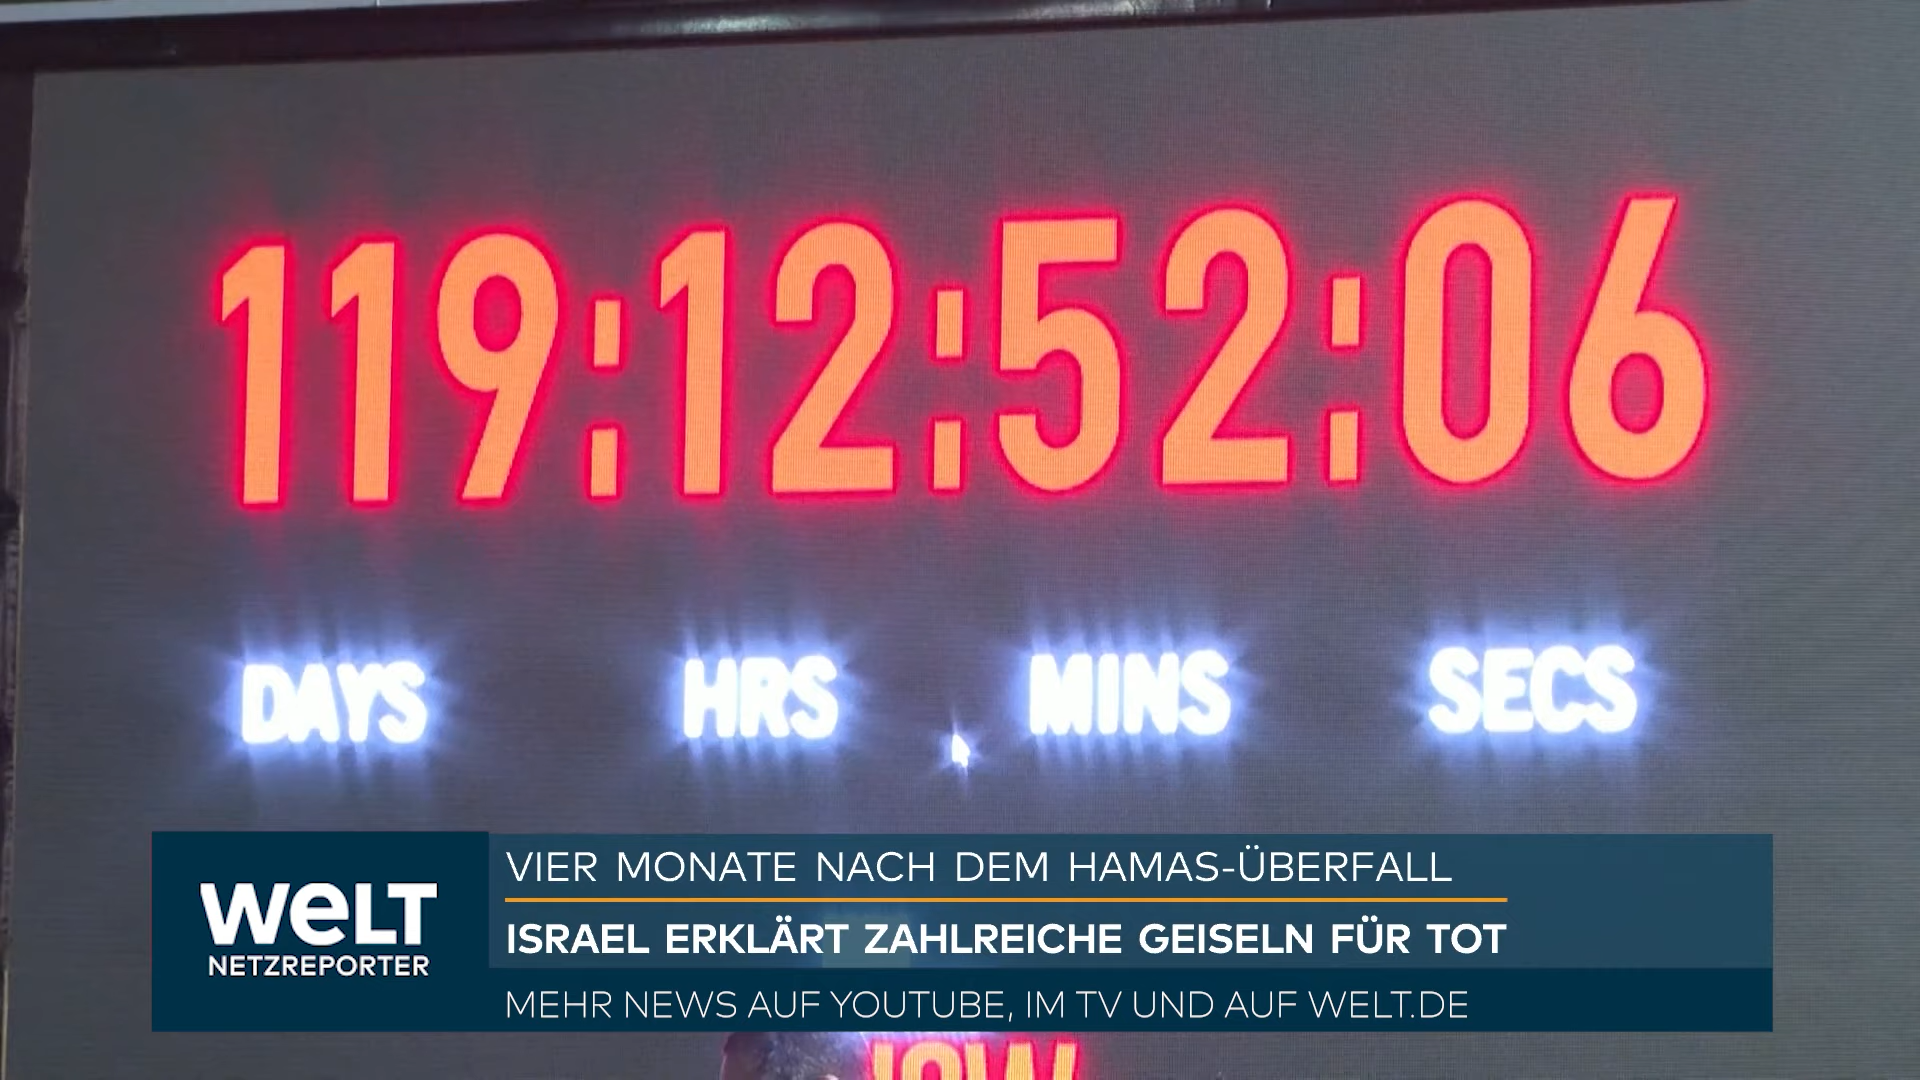 119:12:52:06
DAYS HRS MINS SECS
VIER MONATE NACH DEM HAMAS-ÜBERFALL
WELT
NETZREPORTER
ISRAEL ERKLÄRT ZAHLREICHE GEISELN FÜR TOT
MEHR NEWS AUF YOUTUBE, IM TV UND AUF WELT.DE